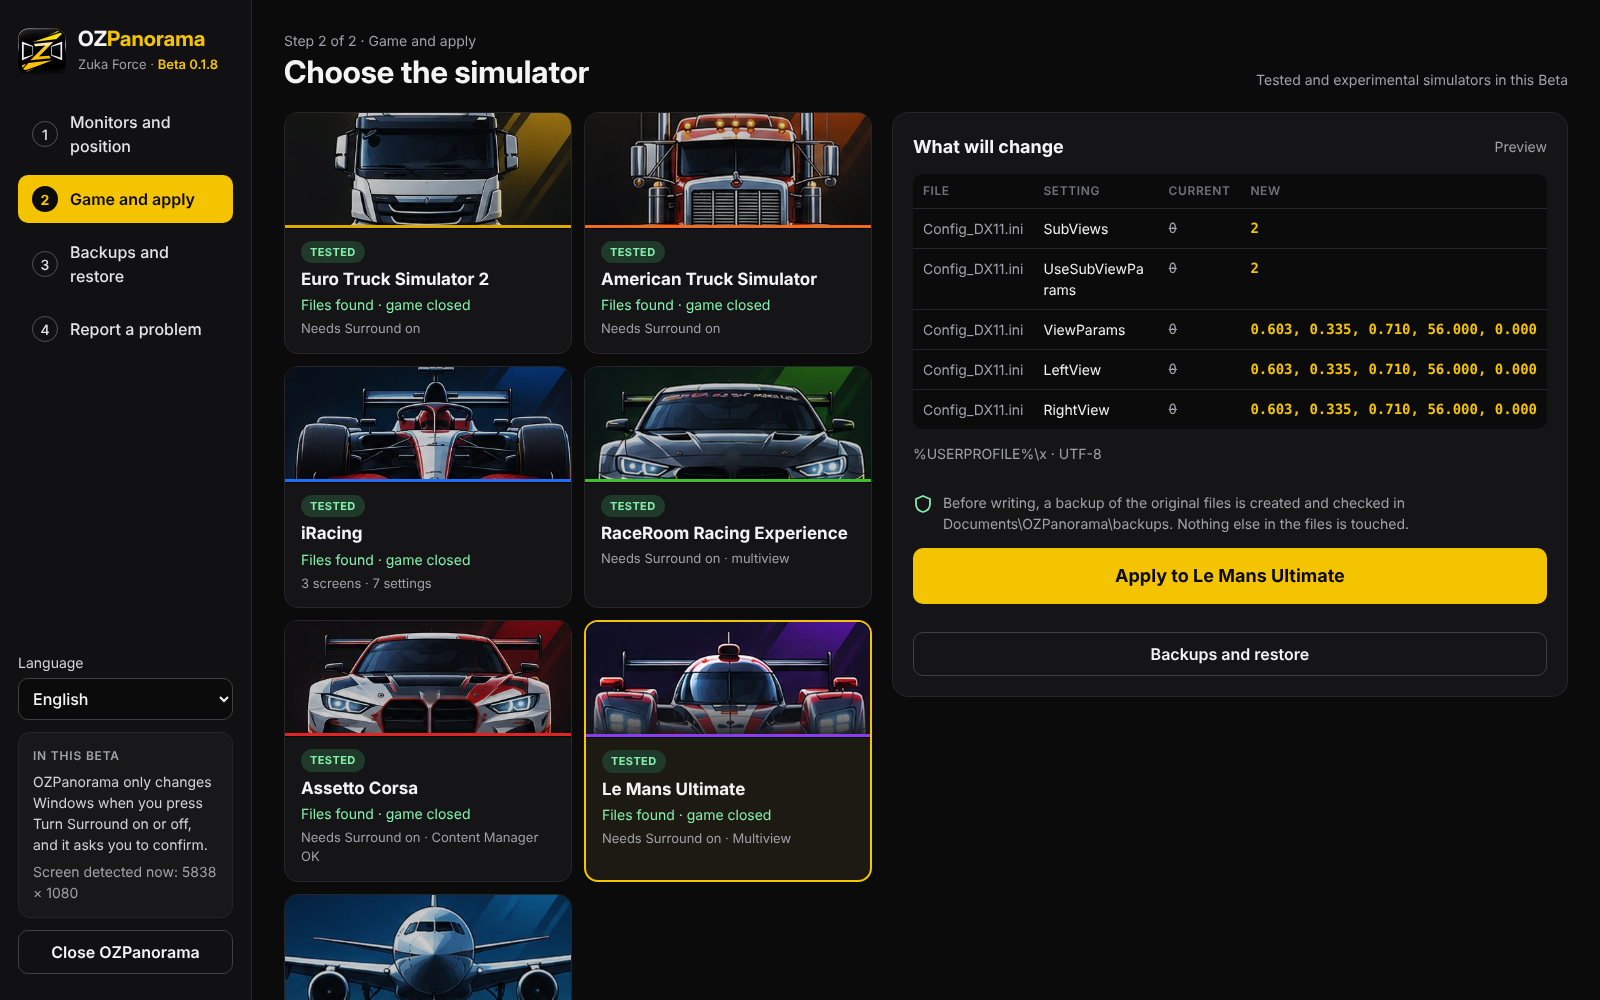 OZPanorama
Zuka Force · Beta 0.1.8
1
Monitors and
position
2
Game and apply
3
Backups and
restore
4
Report a problem
Language
English
IN THIS BETA
OZPanorama only changes
Windows when you press
Turn Surround on or off,
and it asks you to confirm.
Screen detected now: 5838
× 1080
Close OZPanorama
Step 2 of 2 · Game and apply
Choose the simulator
Tested and experimental simulators in this Beta
TESTED
Euro Truck Simulator 2
Files found · game closed
Needs Surround on
TESTED
American Truck Simulator
Files found · game closed
Needs Surround on
TESTED
iRacing
Files found · game closed
3 screens · 7 settings
TESTED
RaceRoom Racing Experience
Needs Surround on · multiview
TESTED
Assetto Corsa
Files found · game closed
Needs Surround on · Content Manager
OK
TESTED
Le Mans Ultimate
Files found · game closed
Needs Surround on · Multiview
What will change
Preview
FILE SETTING CURRENT NEW
Config_DX11.ini SubViews 0 2
Config_DX11.ini UseSubViewPa 0 2
rams
Config_DX11.ini ViewParams 0 0.603, 0.335, 0.710, 56.000, 0.000
Config_DX11.ini LeftView 0 0.603, 0.335, 0.710, 56.000, 0.000
Config_DX11.ini RightView 0 0.603, 0.335, 0.710, 56.000, 0.000
%USERPROFILE%\x · UTF-8
Before writing, a backup of the original files is created and checked in
Documents\OZPanorama\backups. Nothing else in the files is touched.
Apply to Le Mans Ultimate
Backups and restore